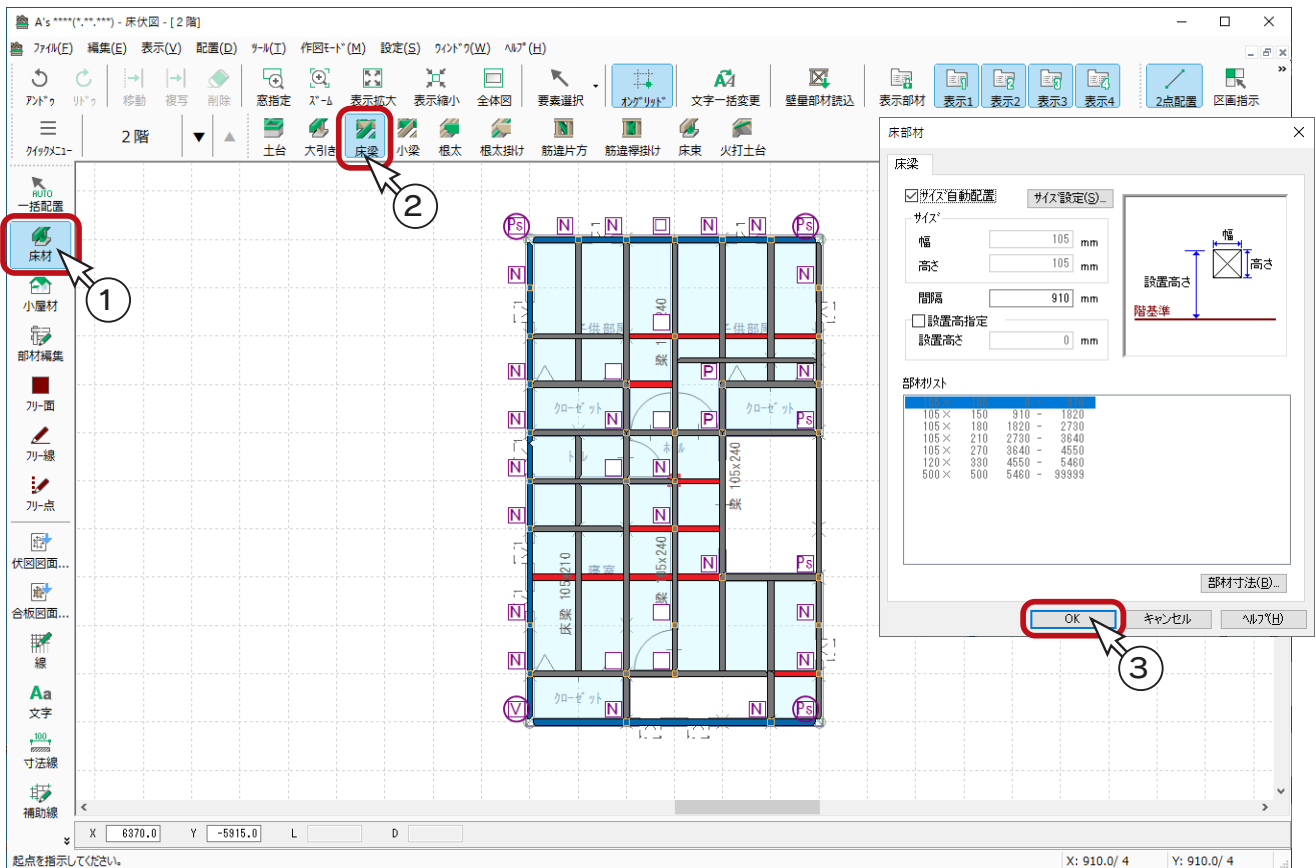 A's ****(*.**.***) - 床伏図 - [２階]
ﾌｧｲﾙ(F) 編集(E) 表示(V) 配置(D) ﾂｰﾙ(T) 作図ﾓｰﾄﾞ(M) 設定(S) ｳｨﾝﾄﾞｳ(W) ﾍﾙﾌﾟ(H)
ｱﾝﾄﾞｩ ﾘﾄﾞｩ 移動 複写 削除 窓指定 ｽﾞｰﾑ 表示拡大 表示縮小 全体図 要素選択 ｵﾝｸﾞﾘｯﾄﾞ 文字一括変更 壁量部材読込 表示部材 表示1 表示2 表示3 表示4 2点配置 区画指示
ｸｲｯｸﾒﾆｭｰ ２階 土台 大引き 床梁 小梁 根太 根太掛け 筋違片方 筋違襷掛け 床束 火打土台
AUTO
一括配置
床材
小屋材
部材編集
ﾌﾘｰ面
ﾌﾘｰ線
ﾌﾘｰ点
伏図図面...
合板図面...
線
Aa
文字
100
寸法線
補助線
1
2
Ps N N N N Ps
N N
子供部屋 子供部屋
N P N
クローゼット クローゼット
N N P Ps
ホール
N N
梁 105x240
N N
床梁 105x210
寝室
梁 105x240
N Ps
N N
N N
クローゼット
V N N Ps
床部材
床梁
サイズ自動配置 サイズ設定(S)...
サイズ
幅 105 mm
高さ 105 mm
間隔 910 mm
設置高指定
設置高さ 0 mm
幅
高さ
設置高さ
階基準
部材リスト
105× 150 910 - 1820
105× 180 1820 - 2730
105× 210 2730 - 3640
105× 270 3640 - 4550
120× 330 4550 - 5460
500× 500 5460 - 99999
部材寸法(B)...
OK キャンセル ﾍﾙﾌﾟ(H)
3
X 6370.0 Y -5915.0 L D
起点を指示してください。 X: 910.0/ 4 Y: 910.0/ 4